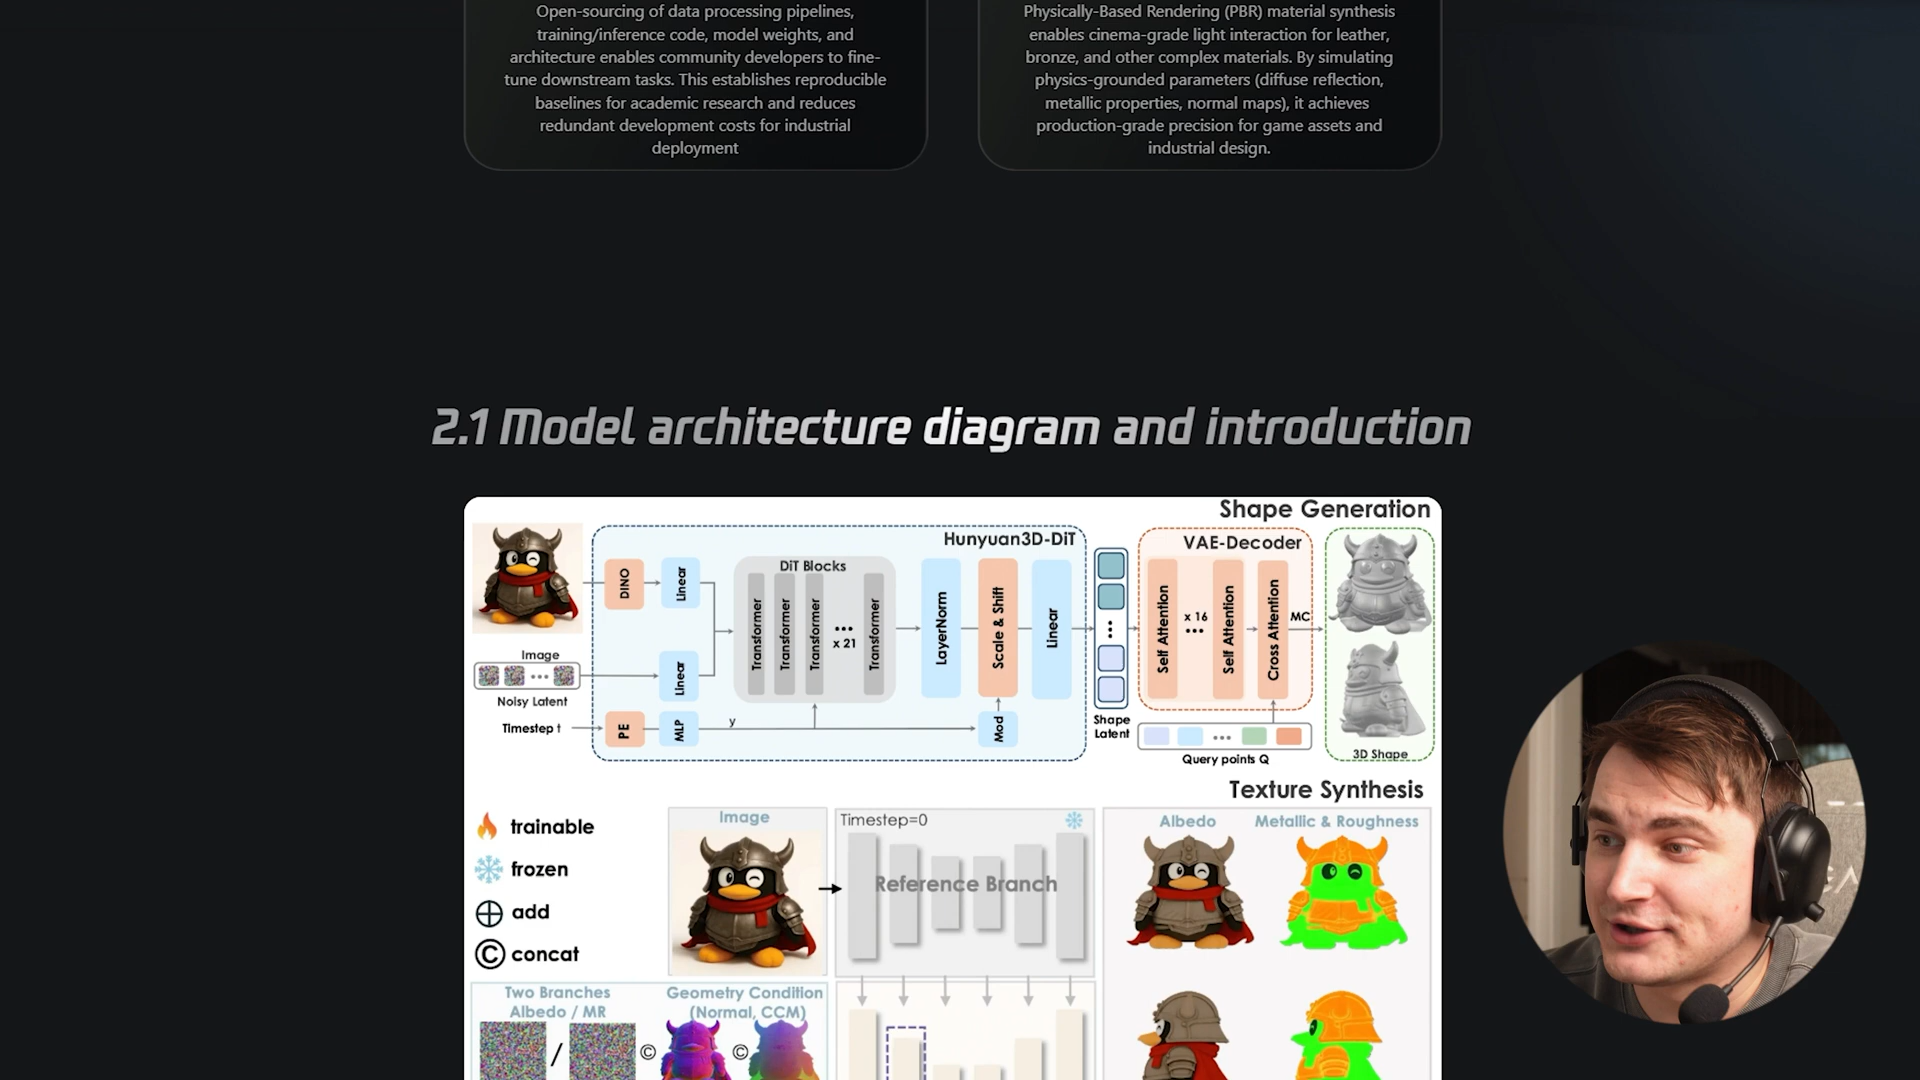 Open-sourcing of data processing pipelines,
training/inference code, model weights, and
architecture enables community developers to fine-
tune downstream tasks. This establishes reproducible
baselines for academic research and reduces
redundant development costs for industrial
deployment
Physically-Based Rendering (PBR) material synthesis
enables cinema-grade light interaction for leather,
bronze, and other complex materials. By simulating
physics-grounded parameters (diffuse reflection,
metallic properties, normal maps), it achieves
production-grade precision for game assets and
industrial design.
2.1 Model architecture diagram and introduction
Shape Generation
Hunyuan3D-DiT
VAE-Decoder
DiT Blocks
DINO
Linear
Transformer
Transformer
Transformer
...
x 21
Transformer
LayerNorm
Scale & Shift
Linear
Self Attention
x 16
...
Self Attention
Cross Attention
MC
Image
...
Noisy Latent
Linear
Timestep t
PE
MLP
y
Mod
Shape
Latent
...
Query points Q
3D Shape
Texture Synthesis
trainable
frozen
add
© concat
Image
Timestep=0
Reference Branch
Albedo
Metallic & Roughness
Two Branches
Albedo / MR
Geometry Condition
(Normal, CCM)
/
©
©